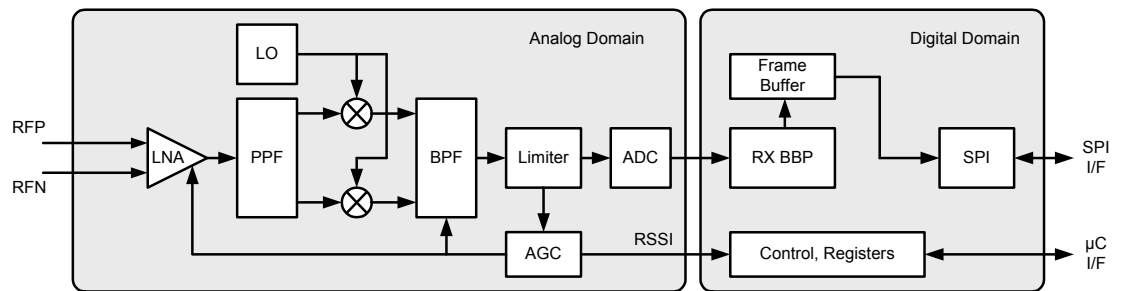 Analog Domain
Digital Domain
LO
Frame
Buffer
RFP
RFN
LNA
PPF
BPF
Limiter
ADC
RX BBP
SPI
SPI
I/F
AGC
RSSI
Control, Registers
µC
I/F